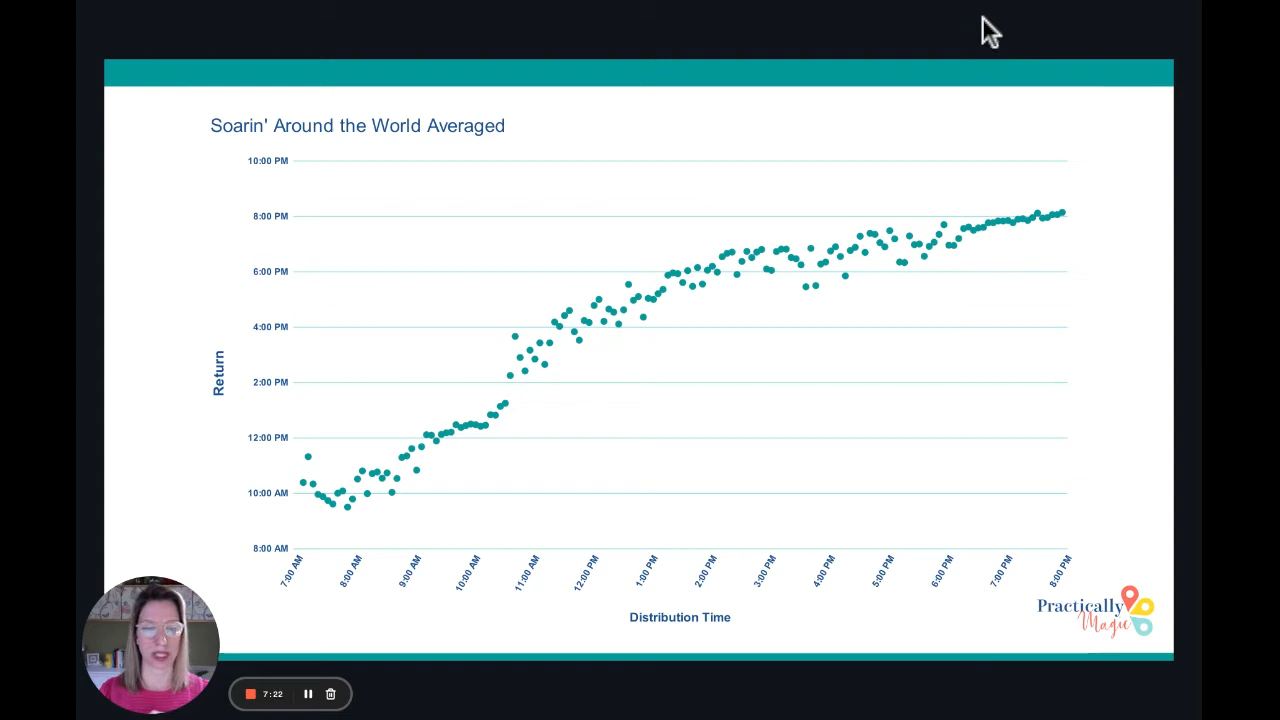 Soarin' Around the World Averaged
10:00 PM
8:00 PM
6:00 PM
4:00 PM
2:00 PM
12:00 PM
10:00 AM
8:00 AM
Return
7:00 AM
8:00 AM
9:00 AM
10:00 AM
11:00 AM
12:00 PM
1:00 PM
2:00 PM
3:00 PM
4:00 PM
5:00 PM
6:00 PM
7:00 PM
8:00 PM
Distribution Time
Practically
Magic
7:22